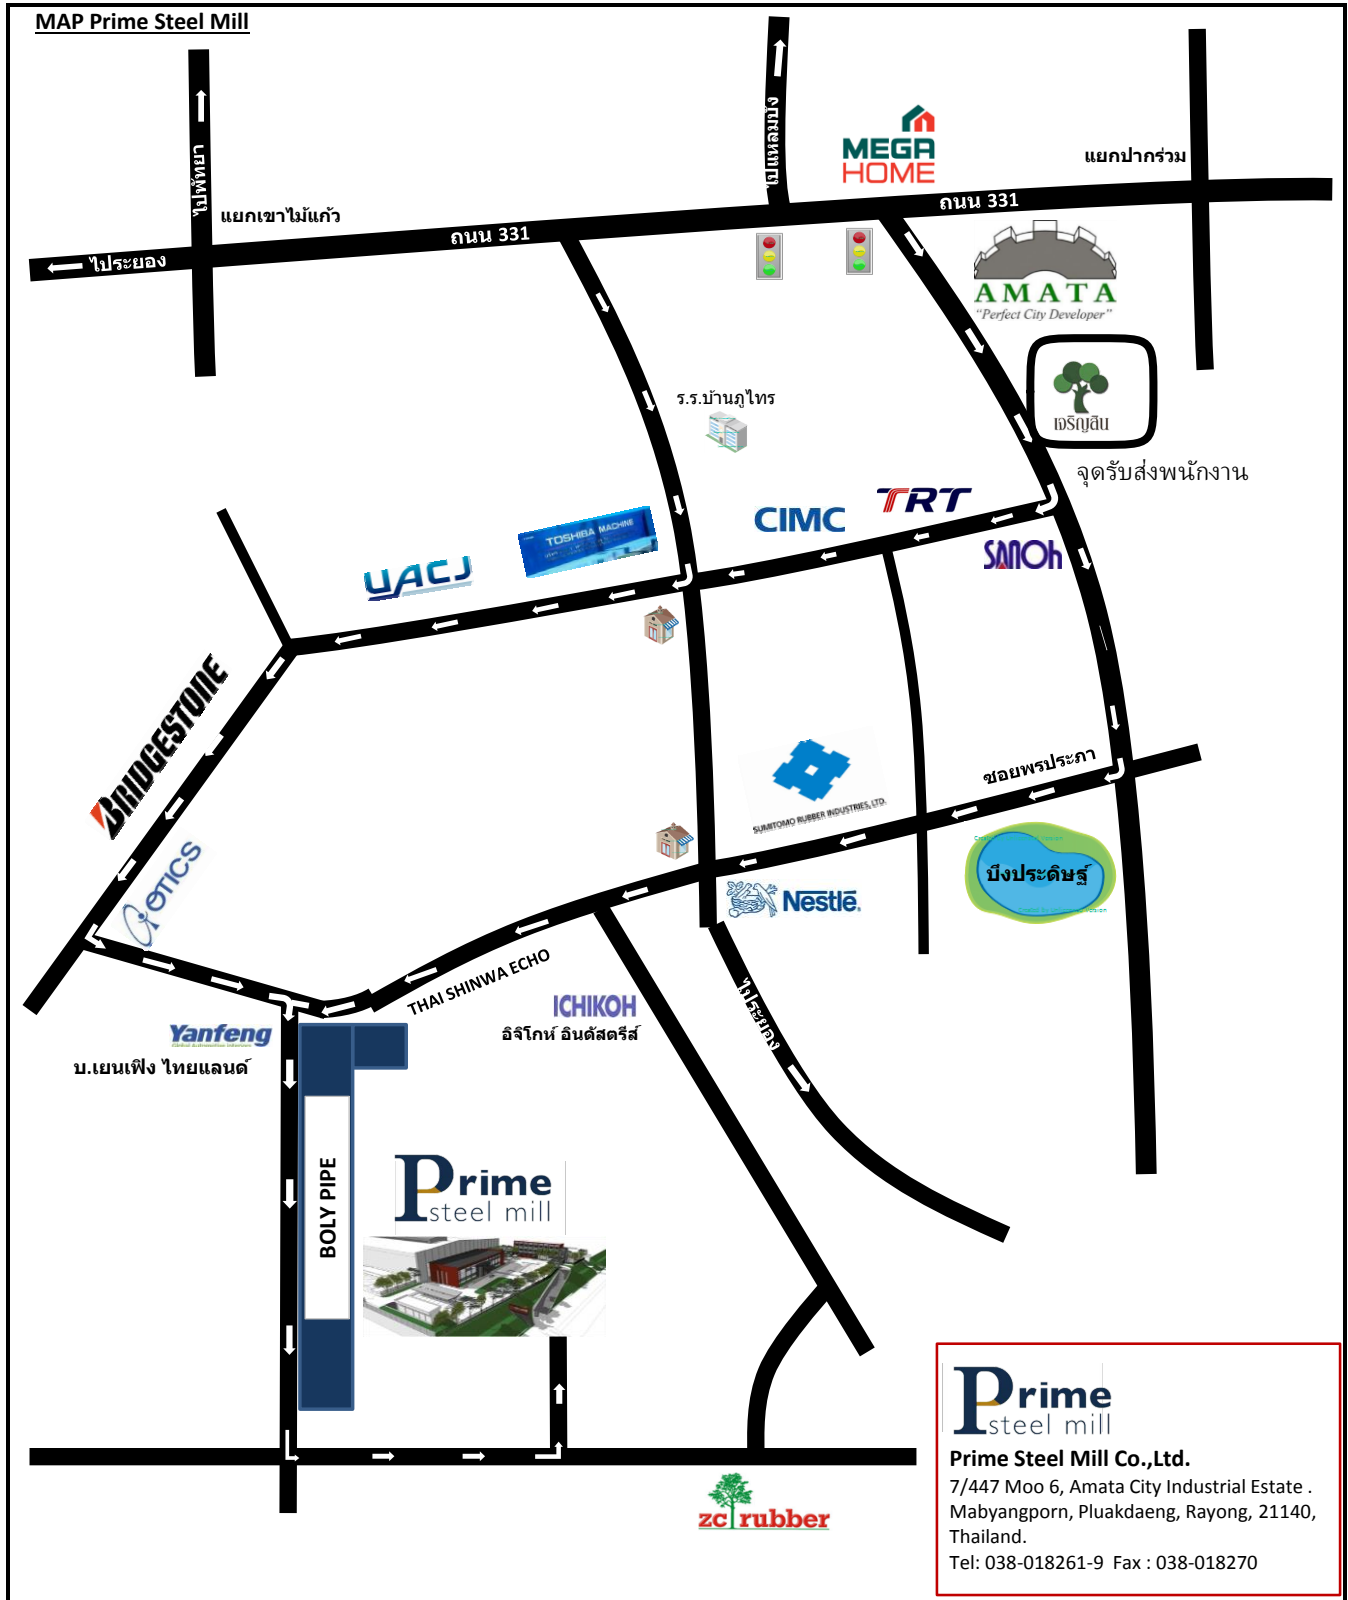 MAP Prime Steel Mill
ไปพัทยา
ไปแหลมฉบัง
MEGA
HOME
แยกปากร่วม
แยกเขาไม้แก้ว
ถนน 331
ถนน 331
ไประยอง
AMATA
"Perfect City Developer"
ร.ร.บ้านภูไทร
เจริญสิน
จุดรับส่งพนักงาน
TRT
CIMC
TOSHIBA MACHINE
SANOH
UACJ
BRIDGESTONE
ซอยพรประภา
SUMITOMO RUBBER INDUSTRIES, LTD.
OTICS
บึงประดิษฐ์
Nestlé
THAI SHINWA ECHO
ไประยอง
ICHIKOH
อิจิโกห์ อินดัสตรีส์
Yanfeng
บ.เยนเฟิง ไทยแลนด์
BOLY PIPE
Prime
steel mill
zc rubber
Prime
steel mill
Prime Steel Mill Co.,Ltd.
7/447 Moo 6, Amata City Industrial Estate .
Mabyangporn, Pluakdaeng, Rayong, 21140,
Thailand.
Tel: 038-018261-9 Fax : 038-018270